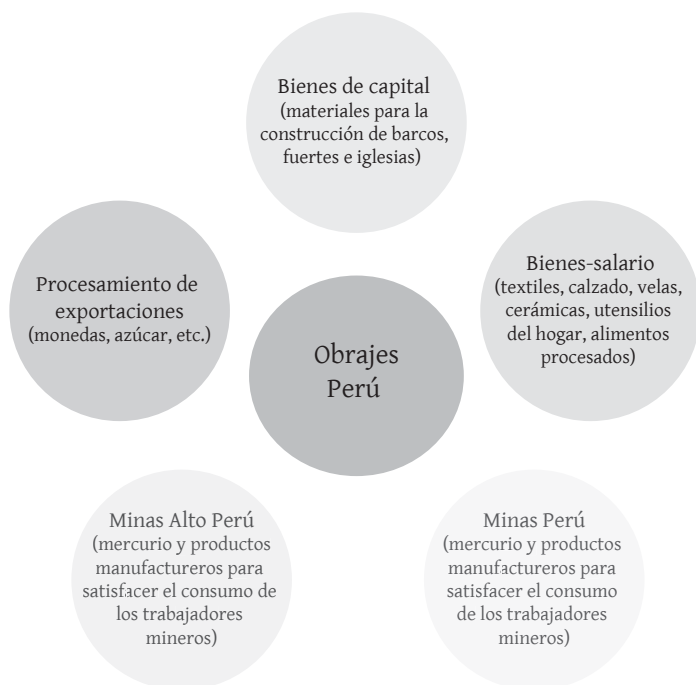 Bienes de capital
(materiales para la
construcción de barcos,
fuertes e iglesias)
Procesamiento de
exportaciones
(monedas, azúcar, etc.)
Bienes-salario
(textiles, calzado, velas,
cerámicas, utensilios
del hogar, alimentos
procesados)
Obrajes
Perú
Minas Alto Perú
(mercurio y productos
manufactureros para
satisfacer el consumo de
los trabajadores
mineros)
Minas Perú
(mercurio y productos
manufactureros para
satisfacer el consumo
de los trabajadores
mineros)